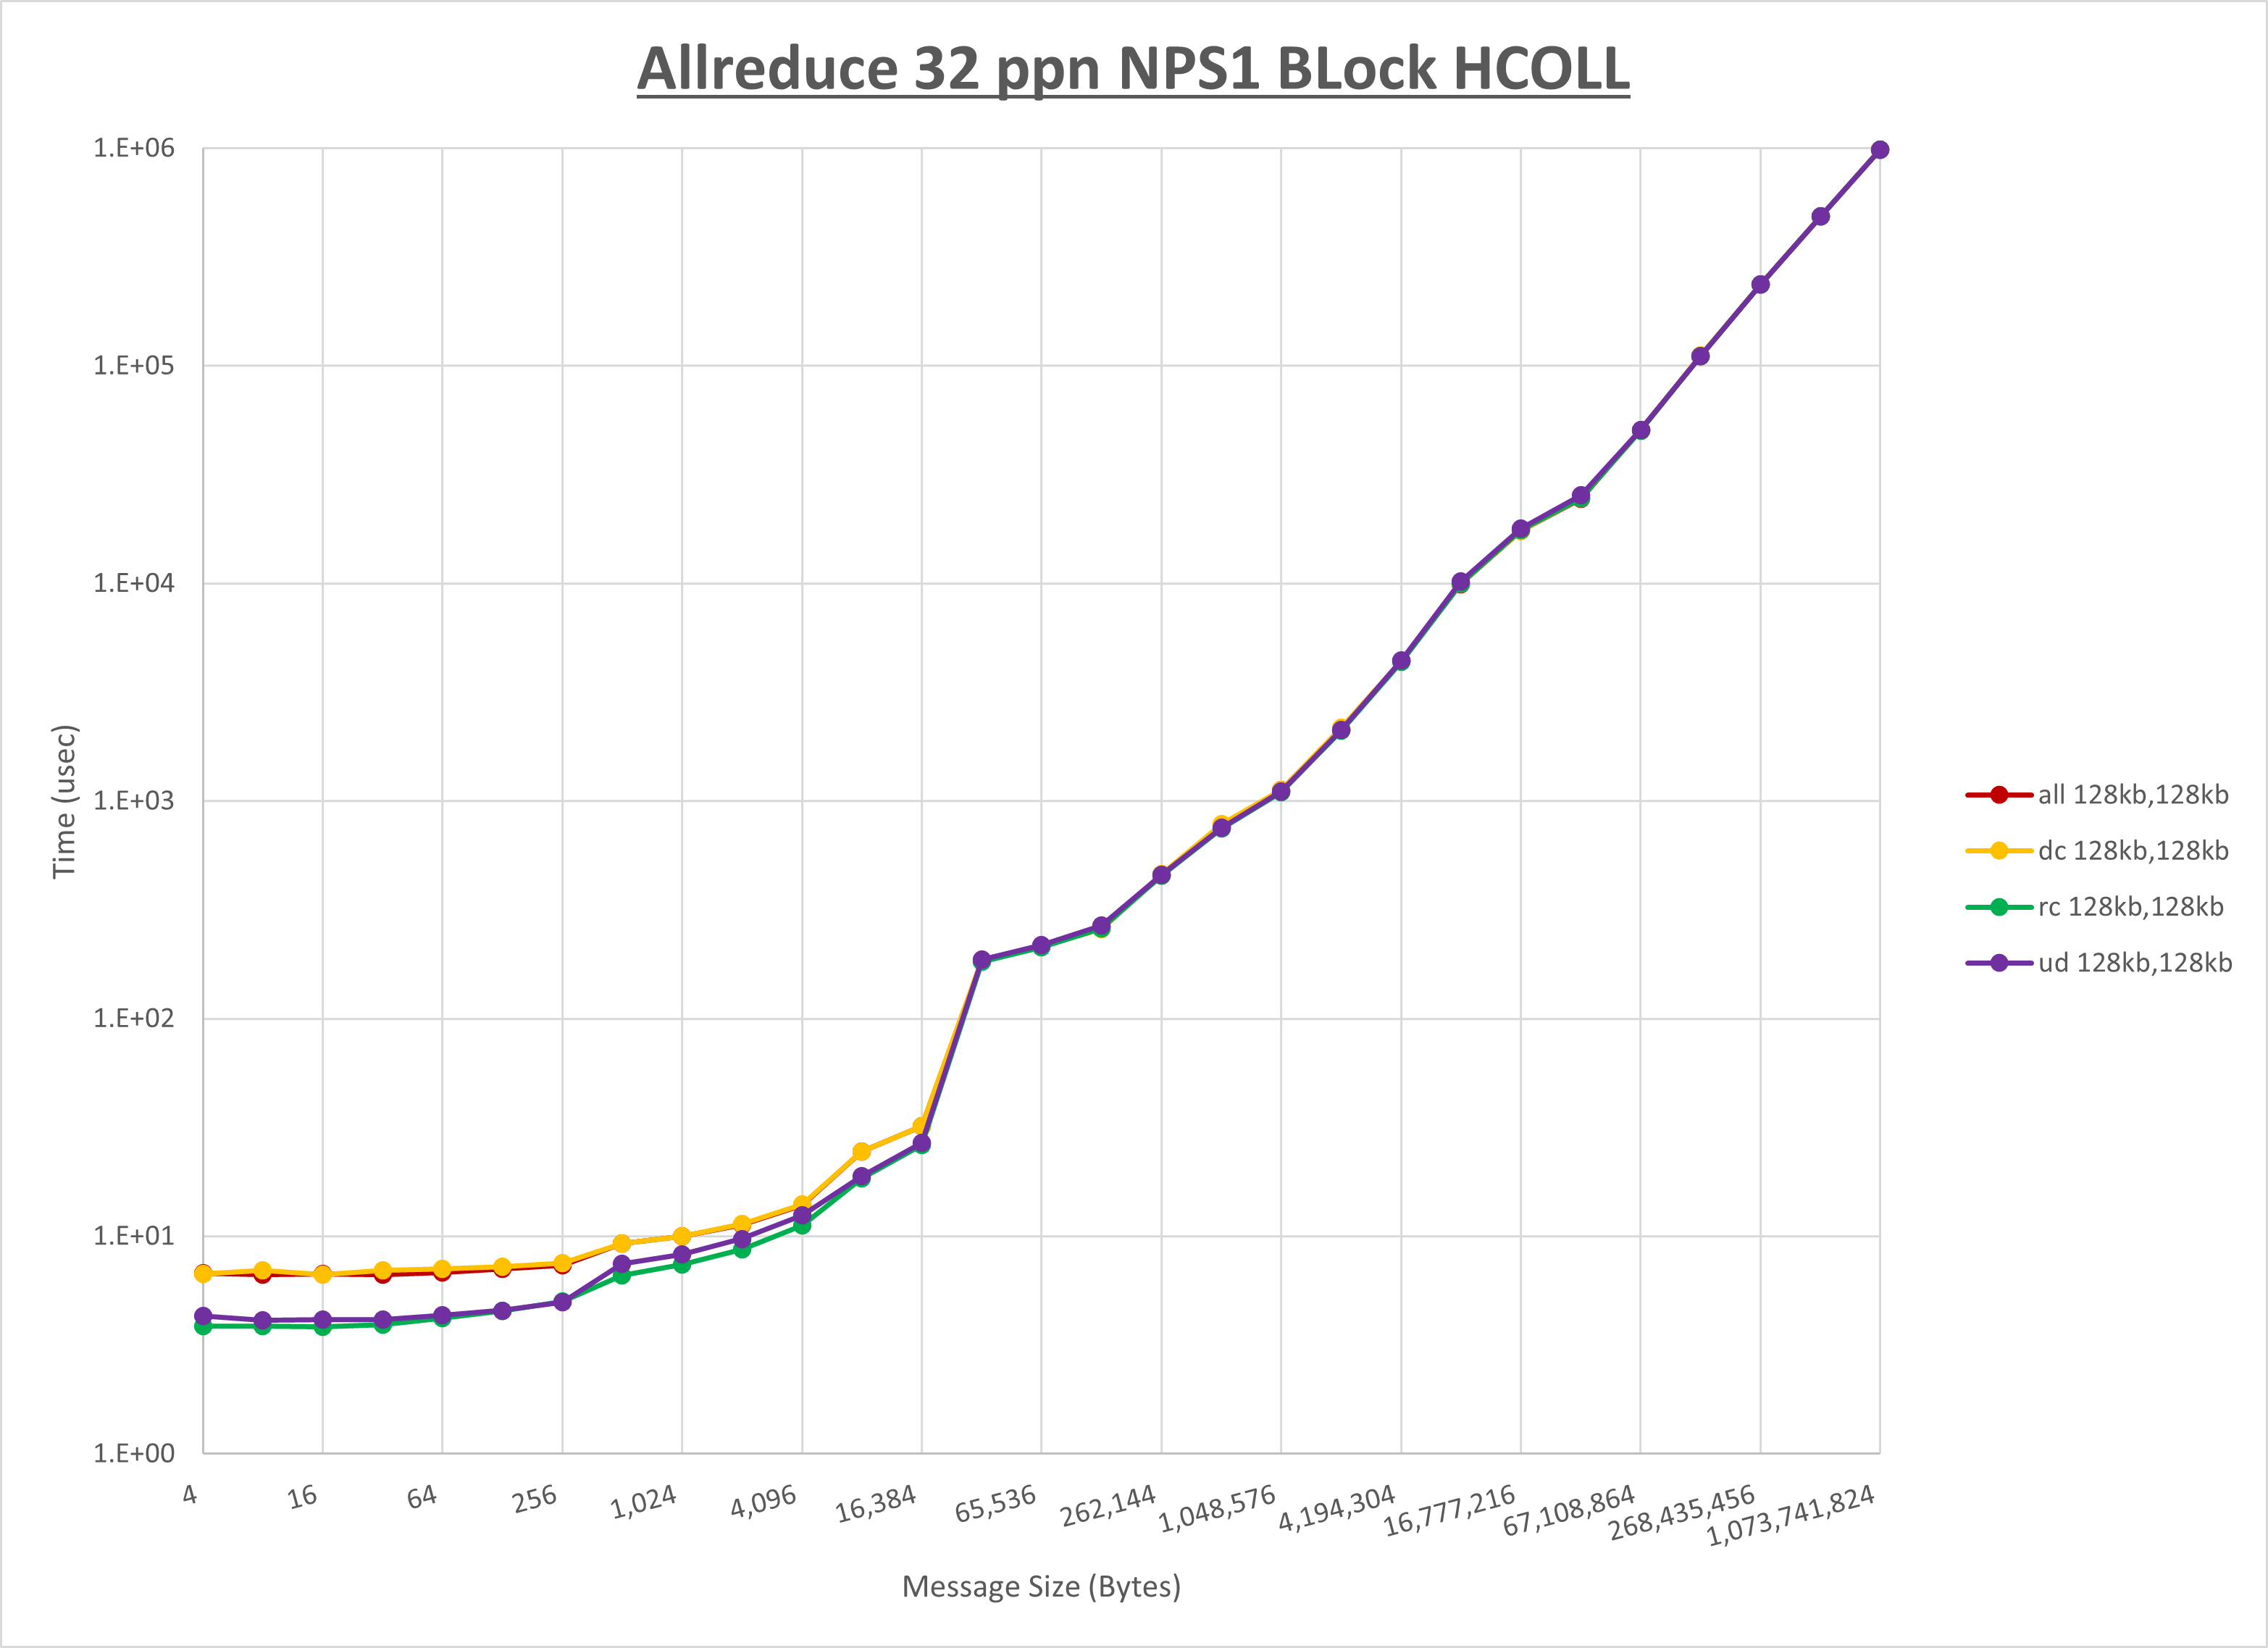 Allreduce 32 ppn NPS1 BLock HCOLL
1.E+06
1.E+05
1.E+04
1.E+03
1.E+02
1.E+01
1.E+00
Time (usec)
4
16
64
256
1,024
4,096
16,384
65,536
262,144
1,048,576
4,194,304
16,777,216
67,108,864
268,435,456
1,073,741,824
Message Size (Bytes)
all 128kb,128kb
dc 128kb,128kb
rc 128kb,128kb
ud 128kb,128kb